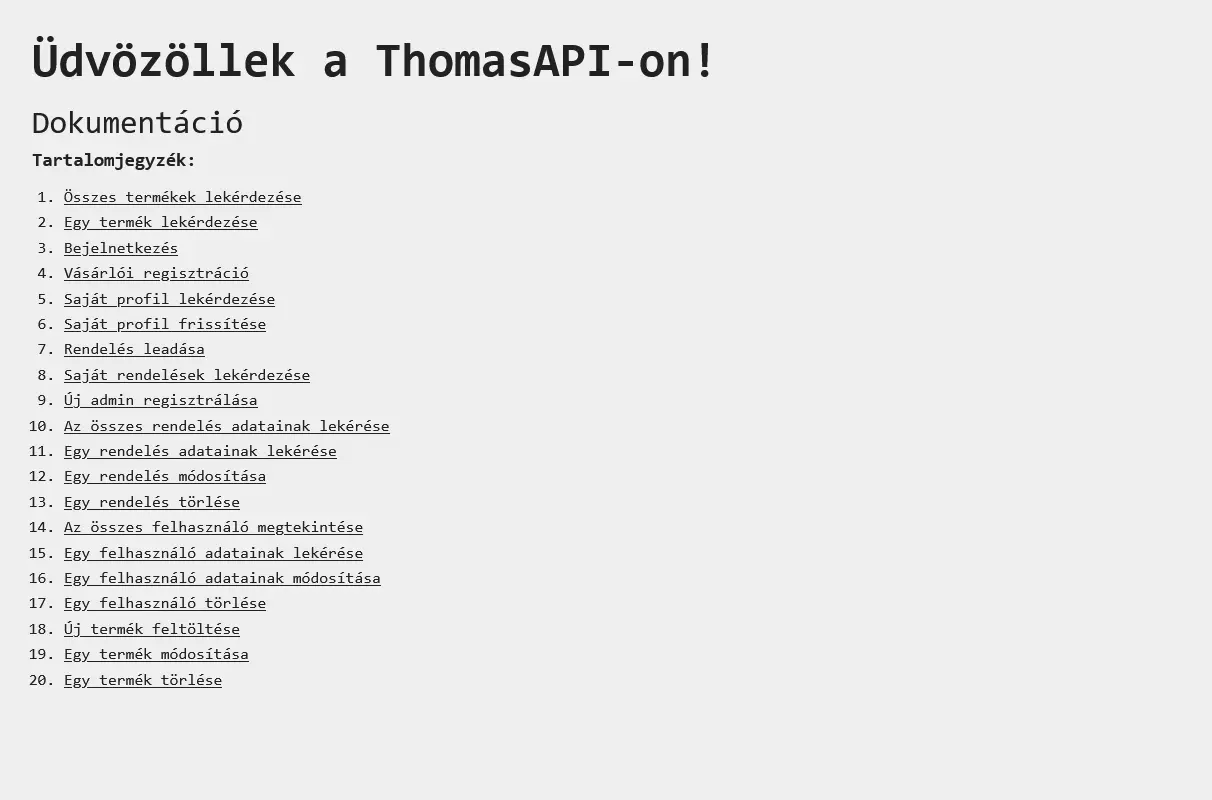 Üdvözöllek a ThomasAPI-on!
Dokumentáció
Tartalomjegyzék:
1. Összes termékek lekérdezése
2. Egy termék lekérdezése
3. Bejelnetkezés
4. Vásárlói regisztráció
5. Saját profil lekérdezése
6. Saját profil frissítése
7. Rendelés leadása
8. Saját rendelések lekérdezése
9. Új admin regisztrálása
10. Az összes rendelés adatainak lekérése
11. Egy rendelés adatainak lekérése
12. Egy rendelés módosítása
13. Egy rendelés törlése
14. Az összes felhasználó megtekintése
15. Egy felhasználó adatainak lekérése
16. Egy felhasználó adatainak módosítása
17. Egy felhasználó törlése
18. Új termék feltöltése
19. Egy termék módosítása
20. Egy termék törlése